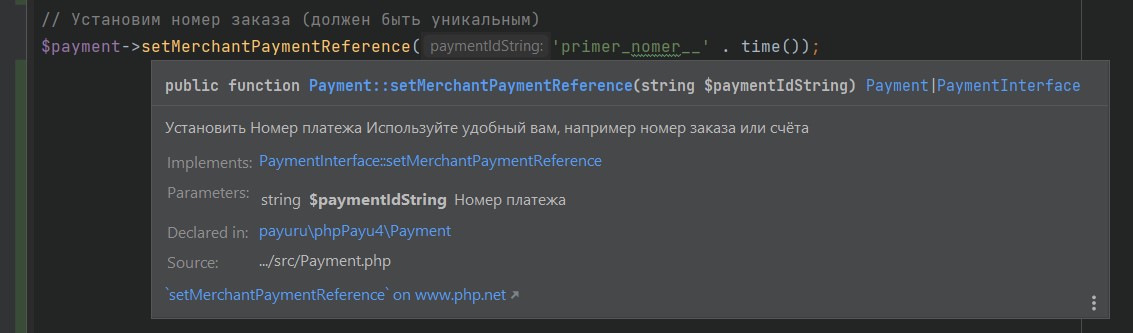 // Установим номер заказа (должен быть уникальным)
$payment->setMerchantPaymentReference( paymentIdString: 'primer_nomer__' . time());
public function Payment::setMerchantPaymentReference(string $paymentIdString) Payment|PaymentInterface
Установить Номер платежа Используйте удобный вам, например номер заказа или счёта
Implements: PaymentInterface::setMerchantPaymentReference
Parameters: string $paymentIdString Номер платежа
Declared in: payuru\phpPayu4\Payment
Source: .../src/Payment.php
`setMerchantPaymentReference` on www.php.net ↗